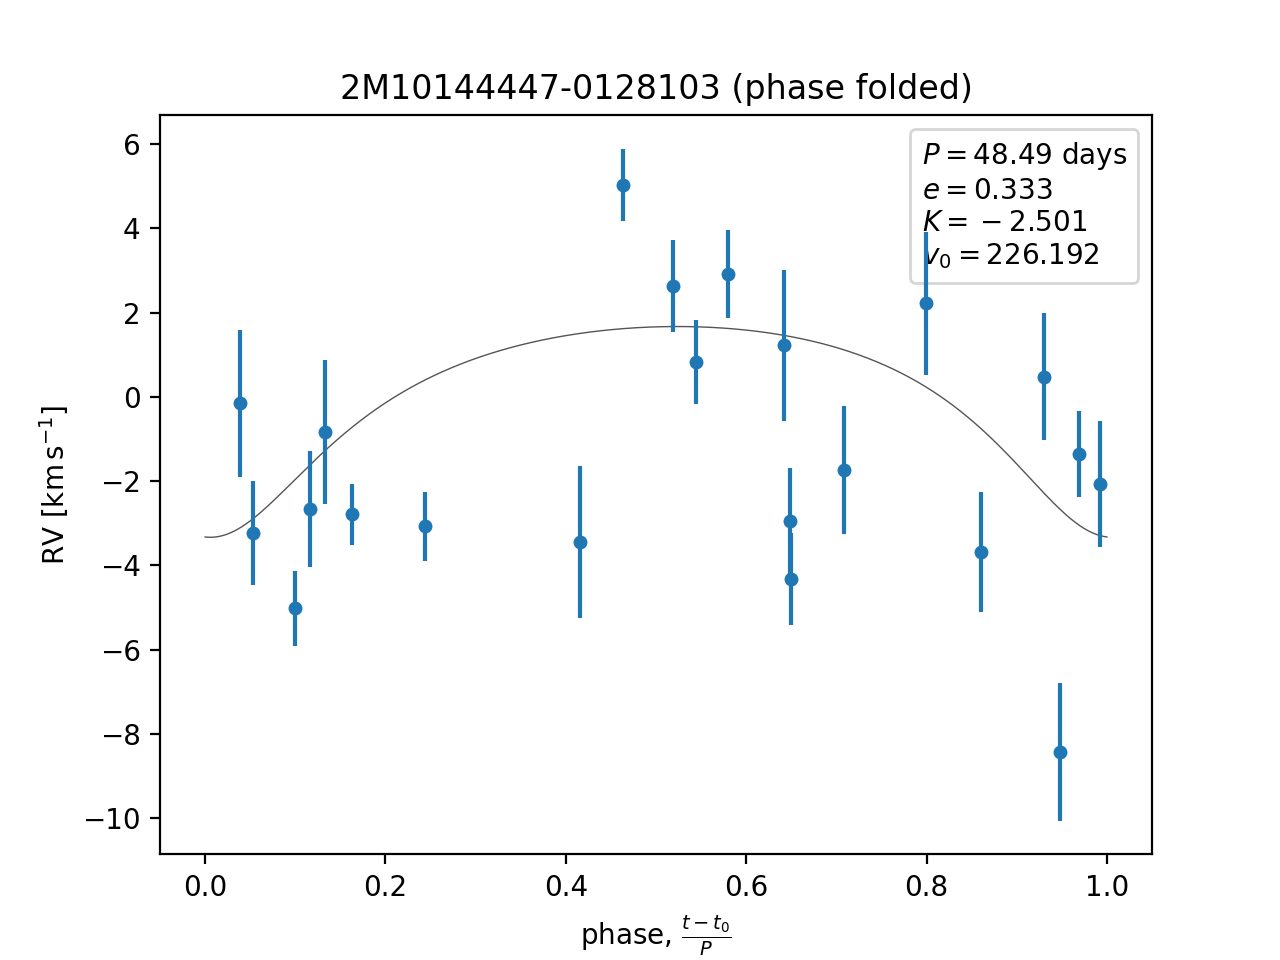 2M10144447-0128103 (phase folded)
P = 48.49 days
e = 0.333
K = −2.501
v₀ = 226.192
6
4
2
0
−2
−4
−6
−8
−10
RV [km s⁻¹]
0.0 0.2 0.4 0.6 0.8 1.0
phase, (t − t₀)/P